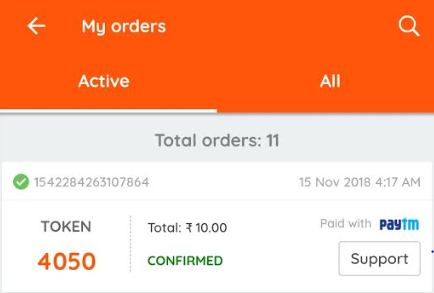 My orders
Active All
Total orders: 11
1542284263107864 15 Nov 2018 4:17 AM
TOKEN Total: ₹ 10.00 Paid with paytm
4050 CONFIRMED Support